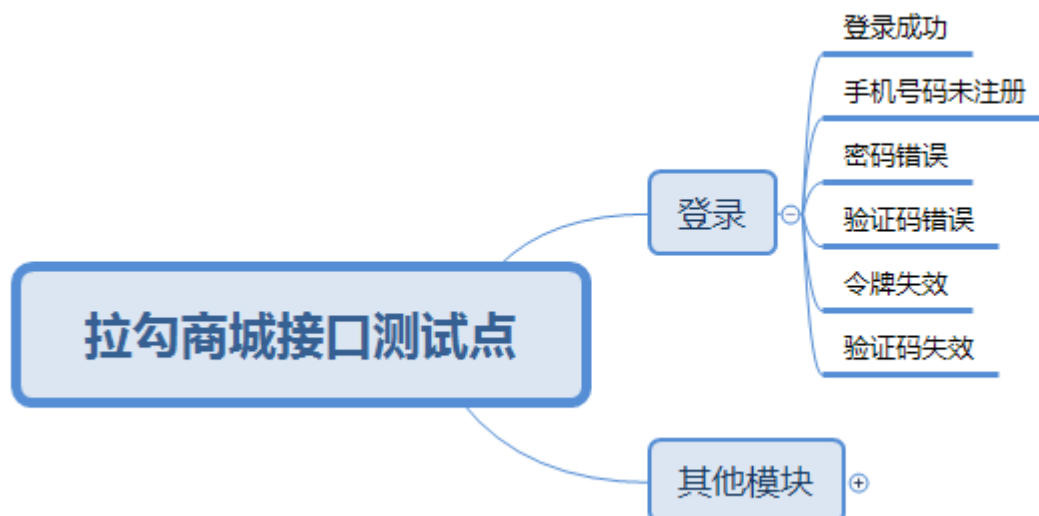 拉勾商城接口测试点
登录
登录成功
手机号码未注册
密码错误
验证码错误
令牌失效
验证码失效
其他模块